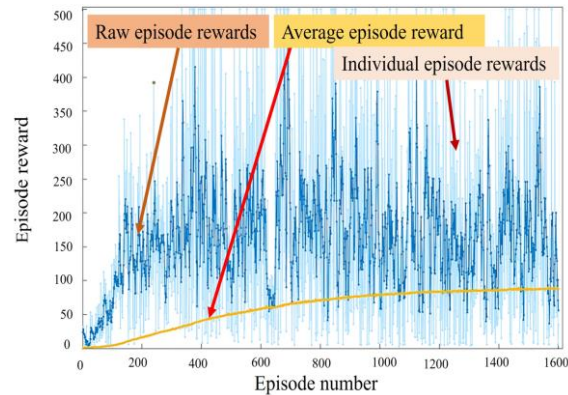 Raw episode rewards
Average episode reward
Individual episode rewards
500
450
400
350
300
250
200
150
100
50
0
Episode reward
0 200 400 600 800 1000 1200 1400 1600
Episode number